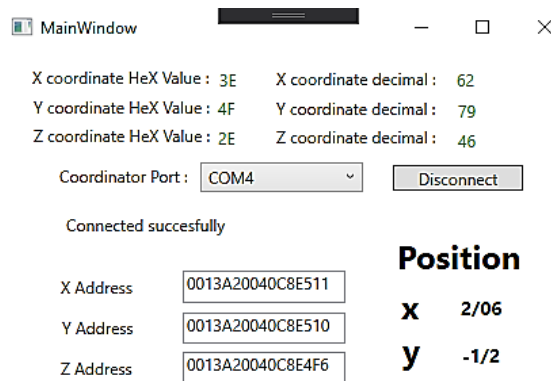 MainWindow
X coordinate HeX Value : 3E X coordinate decimal : 62
Y coordinate HeX Value : 4F Y coordinate decimal : 79
Z coordinate HeX Value : 2E Z coordinate decimal : 46
Coordinator Port : COM4 Disconnect
Connected succesfully
Position
X Address 0013A20040C8E511
x 2/06
Y Address 0013A20040C8E510
y -1/2
Z Address 0013A20040C8E4F6